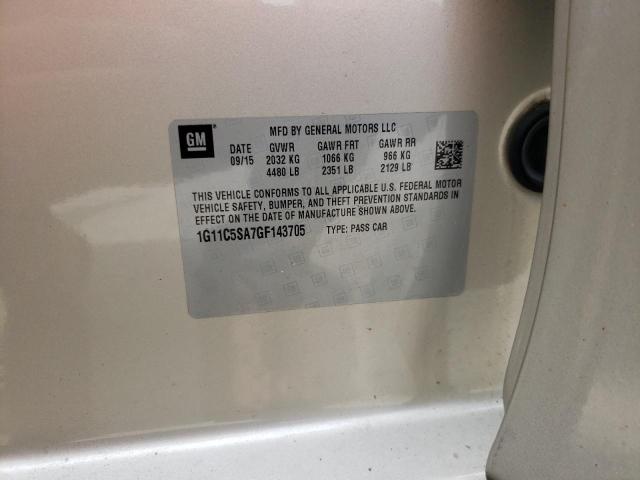 GM
MFD BY GENERAL MOTORS LLC
DATE GVWR GAWR FRT GAWR RR
09/15 2032 KG 1066 KG 966 KG
4480 LB 2351 LB 2129 LB
THIS VEHICLE CONFORMS TO ALL APPLICABLE U.S. FEDERAL MOTOR
VEHICLE SAFETY, BUMPER, AND THEFT PREVENTION STANDARDS IN
EFFECT ON THE DATE OF MANUFACTURE SHOWN ABOVE.
1G11C5SA7GF143705 TYPE: PASS CAR